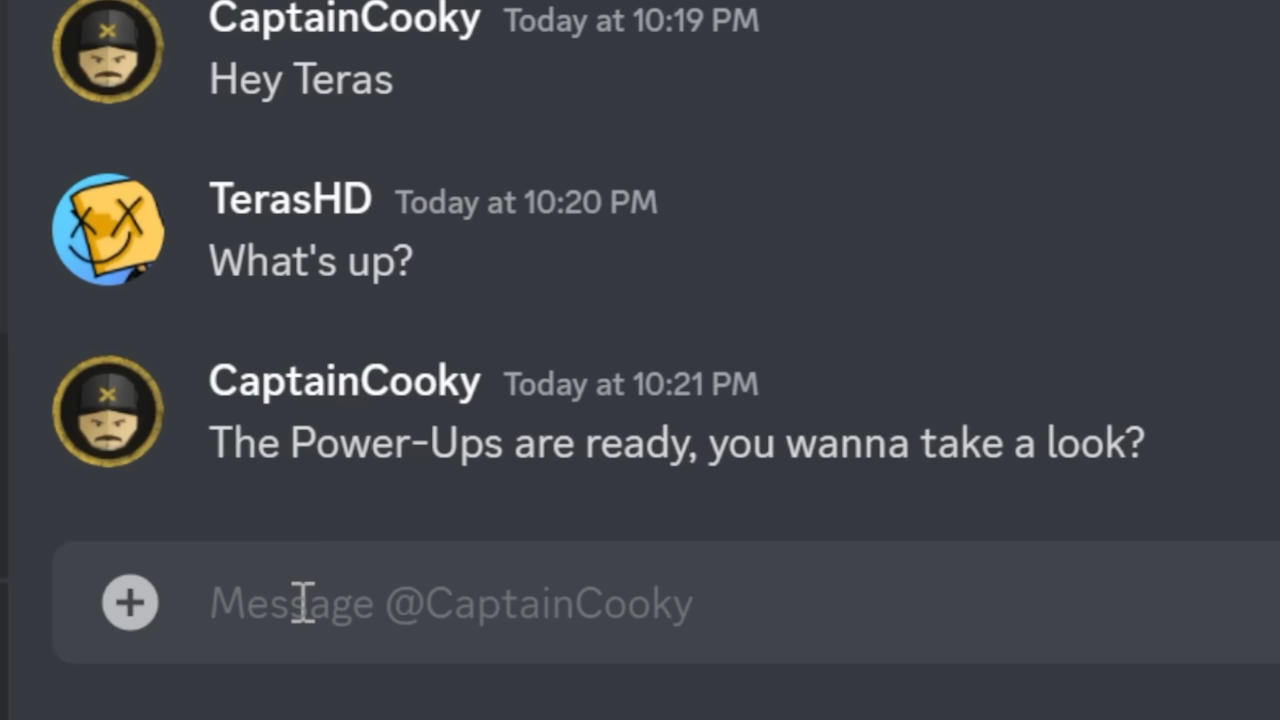 CaptainCooky Today at 10:19 PM
Hey Teras
TerasHD Today at 10:20 PM
What's up?
CaptainCooky Today at 10:21 PM
The Power-Ups are ready, you wanna take a look?
Message @CaptainCooky